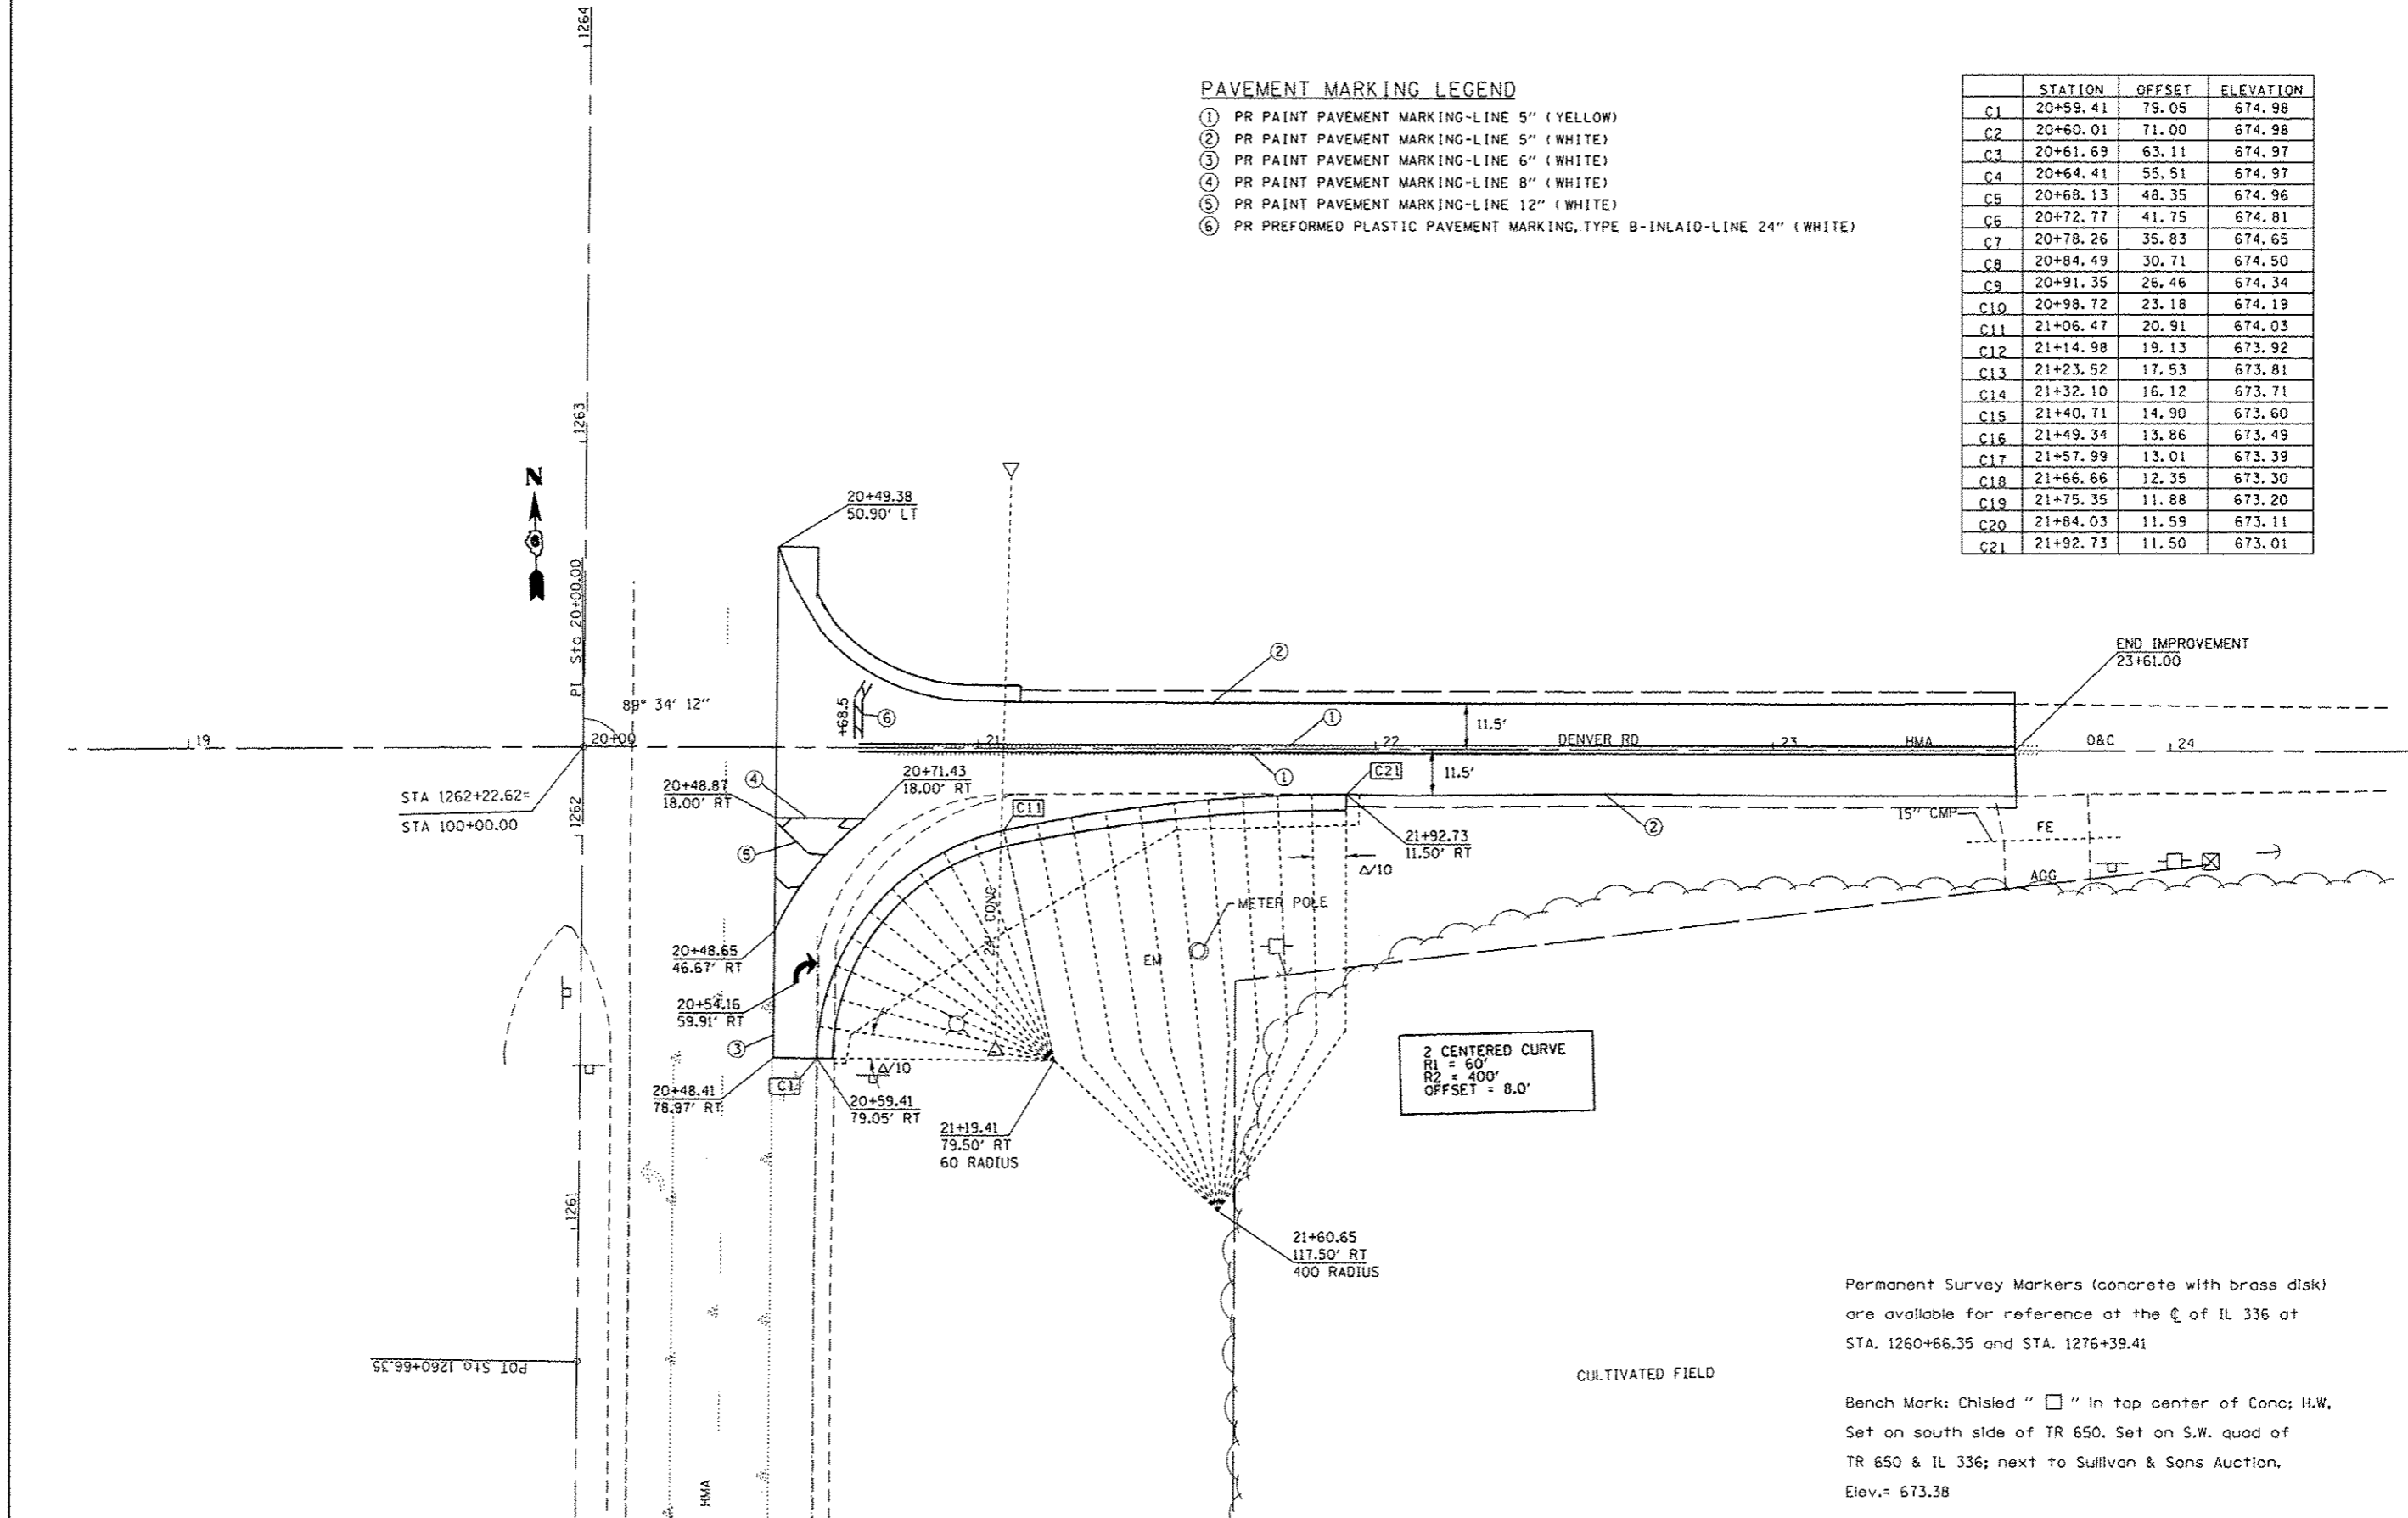 1264
1263
N
PI Sta 20+00.00
89° 34' 12"
19
20+00
STA 1262+22.62=
STA 100+00.00
1262
1261
POT Sta 1260+66.35
HMA
PAVEMENT MARKING LEGEND
① PR PAINT PAVEMENT MARKING-LINE 5" (YELLOW)
② PR PAINT PAVEMENT MARKING-LINE 5" (WHITE)
③ PR PAINT PAVEMENT MARKING-LINE 6" (WHITE)
④ PR PAINT PAVEMENT MARKING-LINE 8" (WHITE)
⑤ PR PAINT PAVEMENT MARKING-LINE 12" (WHITE)
⑥ PR PREFORMED PLASTIC PAVEMENT MARKING, TYPE B-INLAID-LINE 24" (WHITE)
STATION OFFSET ELEVATION
C1 20+59.41 79.05 674.98
C2 20+60.01 71.00 674.98
C3 20+61.69 63.11 674.97
C4 20+64.41 55.51 674.97
C5 20+68.13 48.35 674.96
C6 20+72.77 41.75 674.81
C7 20+78.26 35.83 674.65
C8 20+84.49 30.71 674.50
C9 20+91.35 26.46 674.34
C10 20+98.72 23.18 674.19
C11 21+06.47 20.91 674.03
C12 21+14.98 19.13 673.92
C13 21+23.52 17.53 673.81
C14 21+32.10 16.12 673.71
C15 21+40.71 14.90 673.60
C16 21+49.34 13.86 673.49
C17 21+57.99 13.01 673.39
C18 21+66.66 12.35 673.30
C19 21+75.35 11.88 673.20
C20 21+84.03 11.59 673.11
C21 21+92.73 11.50 673.01
20+49.38
50.90' LT
②
END IMPROVEMENT
23+61.00
+68.5
⑥
①
11.5'
21
22
DENVER RD
23
HMA
O&C
24
④
20+48.87
18.00' RT
20+71.43
18.00' RT
①
C21
11.5'
C11
⑤
21+92.73
11.50' RT
②
15" CMP
FE
Δ/10
AGG
24" CONC
METER POLE
EM
20+48.65
46.67' RT
20+54.16
59.91' RT
③
20+48.41
78.97' RT
C1
Δ/10
20+59.41
79.05' RT
21+19.41
79.50' RT
60 RADIUS
2 CENTERED CURVE
R1 = 60'
R2 = 400'
OFFSET = 8.0'
21+60.65
117.50' RT
400 RADIUS
CULTIVATED FIELD
Permanent Survey Markers (concrete with brass disk)
are available for reference at the ℄ of IL 336 at
STA. 1260+66.35 and STA. 1276+39.41
Bench Mark: Chisled " □ " in top center of Conc; H.W.
Set on south side of TR 650. Set on S.W. quad of
TR 650 & IL 336; next to Sullivan & Sons Auction.
Elev.= 673.38